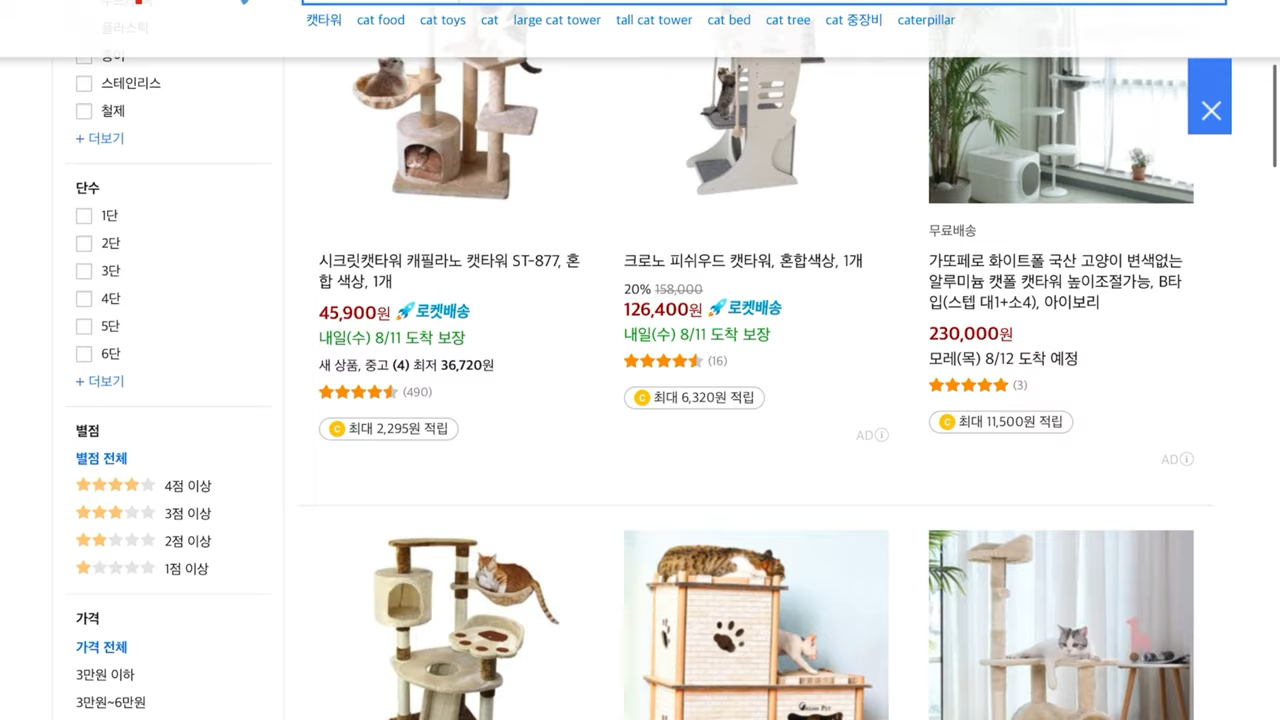 캣타워 cat food cat toys cat large cat tower tall cat tower cat bed cat tree cat 중장비 caterpillar
플라스틱
종이
스테인리스
철제
+ 더보기
단수
1단
2단
3단
4단
5단
6단
+ 더보기
별점
별점 전체
4점 이상
3점 이상
2점 이상
1점 이상
가격
가격 전체
3만원 이하
3만원~6만원
시크릿캣타워 캐필라노 캣타워 ST-877, 혼
합 색상, 1개
45,900원 로켓배송
내일(수) 8/11 도착 보장
새 상품, 중고 (4) 최저 36,720원
(490)
C 최대 2,295원 적립
크로노 피쉬우드 캣타워, 혼합색상, 1개
20% 158,000
126,400원 로켓배송
내일(수) 8/11 도착 보장
(16)
C 최대 6,320원 적립
AD
무료배송
가또페로 화이트폴 국산 고양이 변색없는
알루미늄 캣폴 캣타워 높이조절가능, B타
입(스텝 대1+소4), 아이보리
230,000원
모레(목) 8/12 도착 예정
(3)
C 최대 11,500원 적립
AD